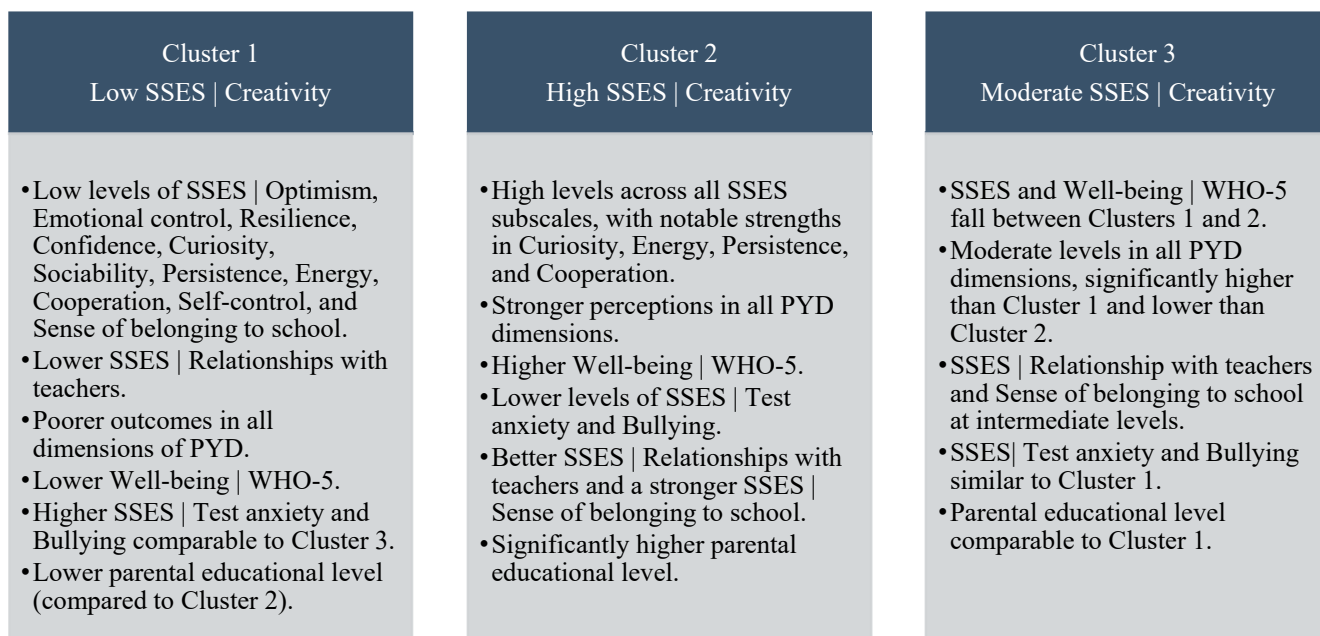 Cluster 1
Low SSES | Creativity
•Low levels of SSES | Optimism,
Emotional control, Resilience,
Confidence, Curiosity,
Sociability, Persistence, Energy,
Cooperation, Self-control, and
Sense of belonging to school.
•Lower SSES | Relationships with
teachers.
•Poorer outcomes in all
dimensions of PYD.
•Lower Well-being | WHO-5.
•Higher SSES | Test anxiety and
Bullying comparable to Cluster 3.
•Lower parental educational level
(compared to Cluster 2).
Cluster 2
High SSES | Creativity
•High levels across all SSES
subscales, with notable strengths
in Curiosity, Energy, Persistence,
and Cooperation.
•Stronger perceptions in all PYD
dimensions.
•Higher Well-being | WHO-5.
•Lower levels of SSES | Test
anxiety and Bullying.
•Better SSES | Relationships with
teachers and a stronger SSES |
Sense of belonging to school.
•Significantly higher parental
educational level.
Cluster 3
Moderate SSES | Creativity
•SSES and Well-being | WHO-5
fall between Clusters 1 and 2.
•Moderate levels in all PYD
dimensions, significantly higher
than Cluster 1 and lower than
Cluster 2.
•SSES | Relationship with teachers
and Sense of belonging to school
at intermediate levels.
•SSES| Test anxiety and Bullying
similar to Cluster 1.
•Parental educational level
comparable to Cluster 1.